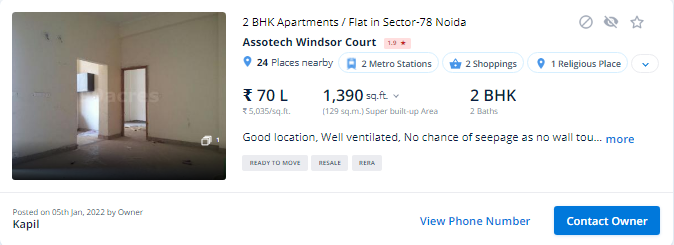 2 BHK Apartments / Flat in Sector-78 Noida
Assotech Windsor Court 1.9 ★
24 Places nearby 2 Metro Stations 2 Shoppings 1 Religious Place
₹ 70 L 1,390 sq.ft. 2 BHK
₹ 5,035/sq.ft. (129 sq.m.) Super built-up Area 2 Baths
Good location, Well ventilated, No chance of seepage as no wall tou... more
READY TO MOVE RESALE RERA
1
Posted on 05th Jan, 2022 by Owner
Kapil
View Phone Number Contact Owner